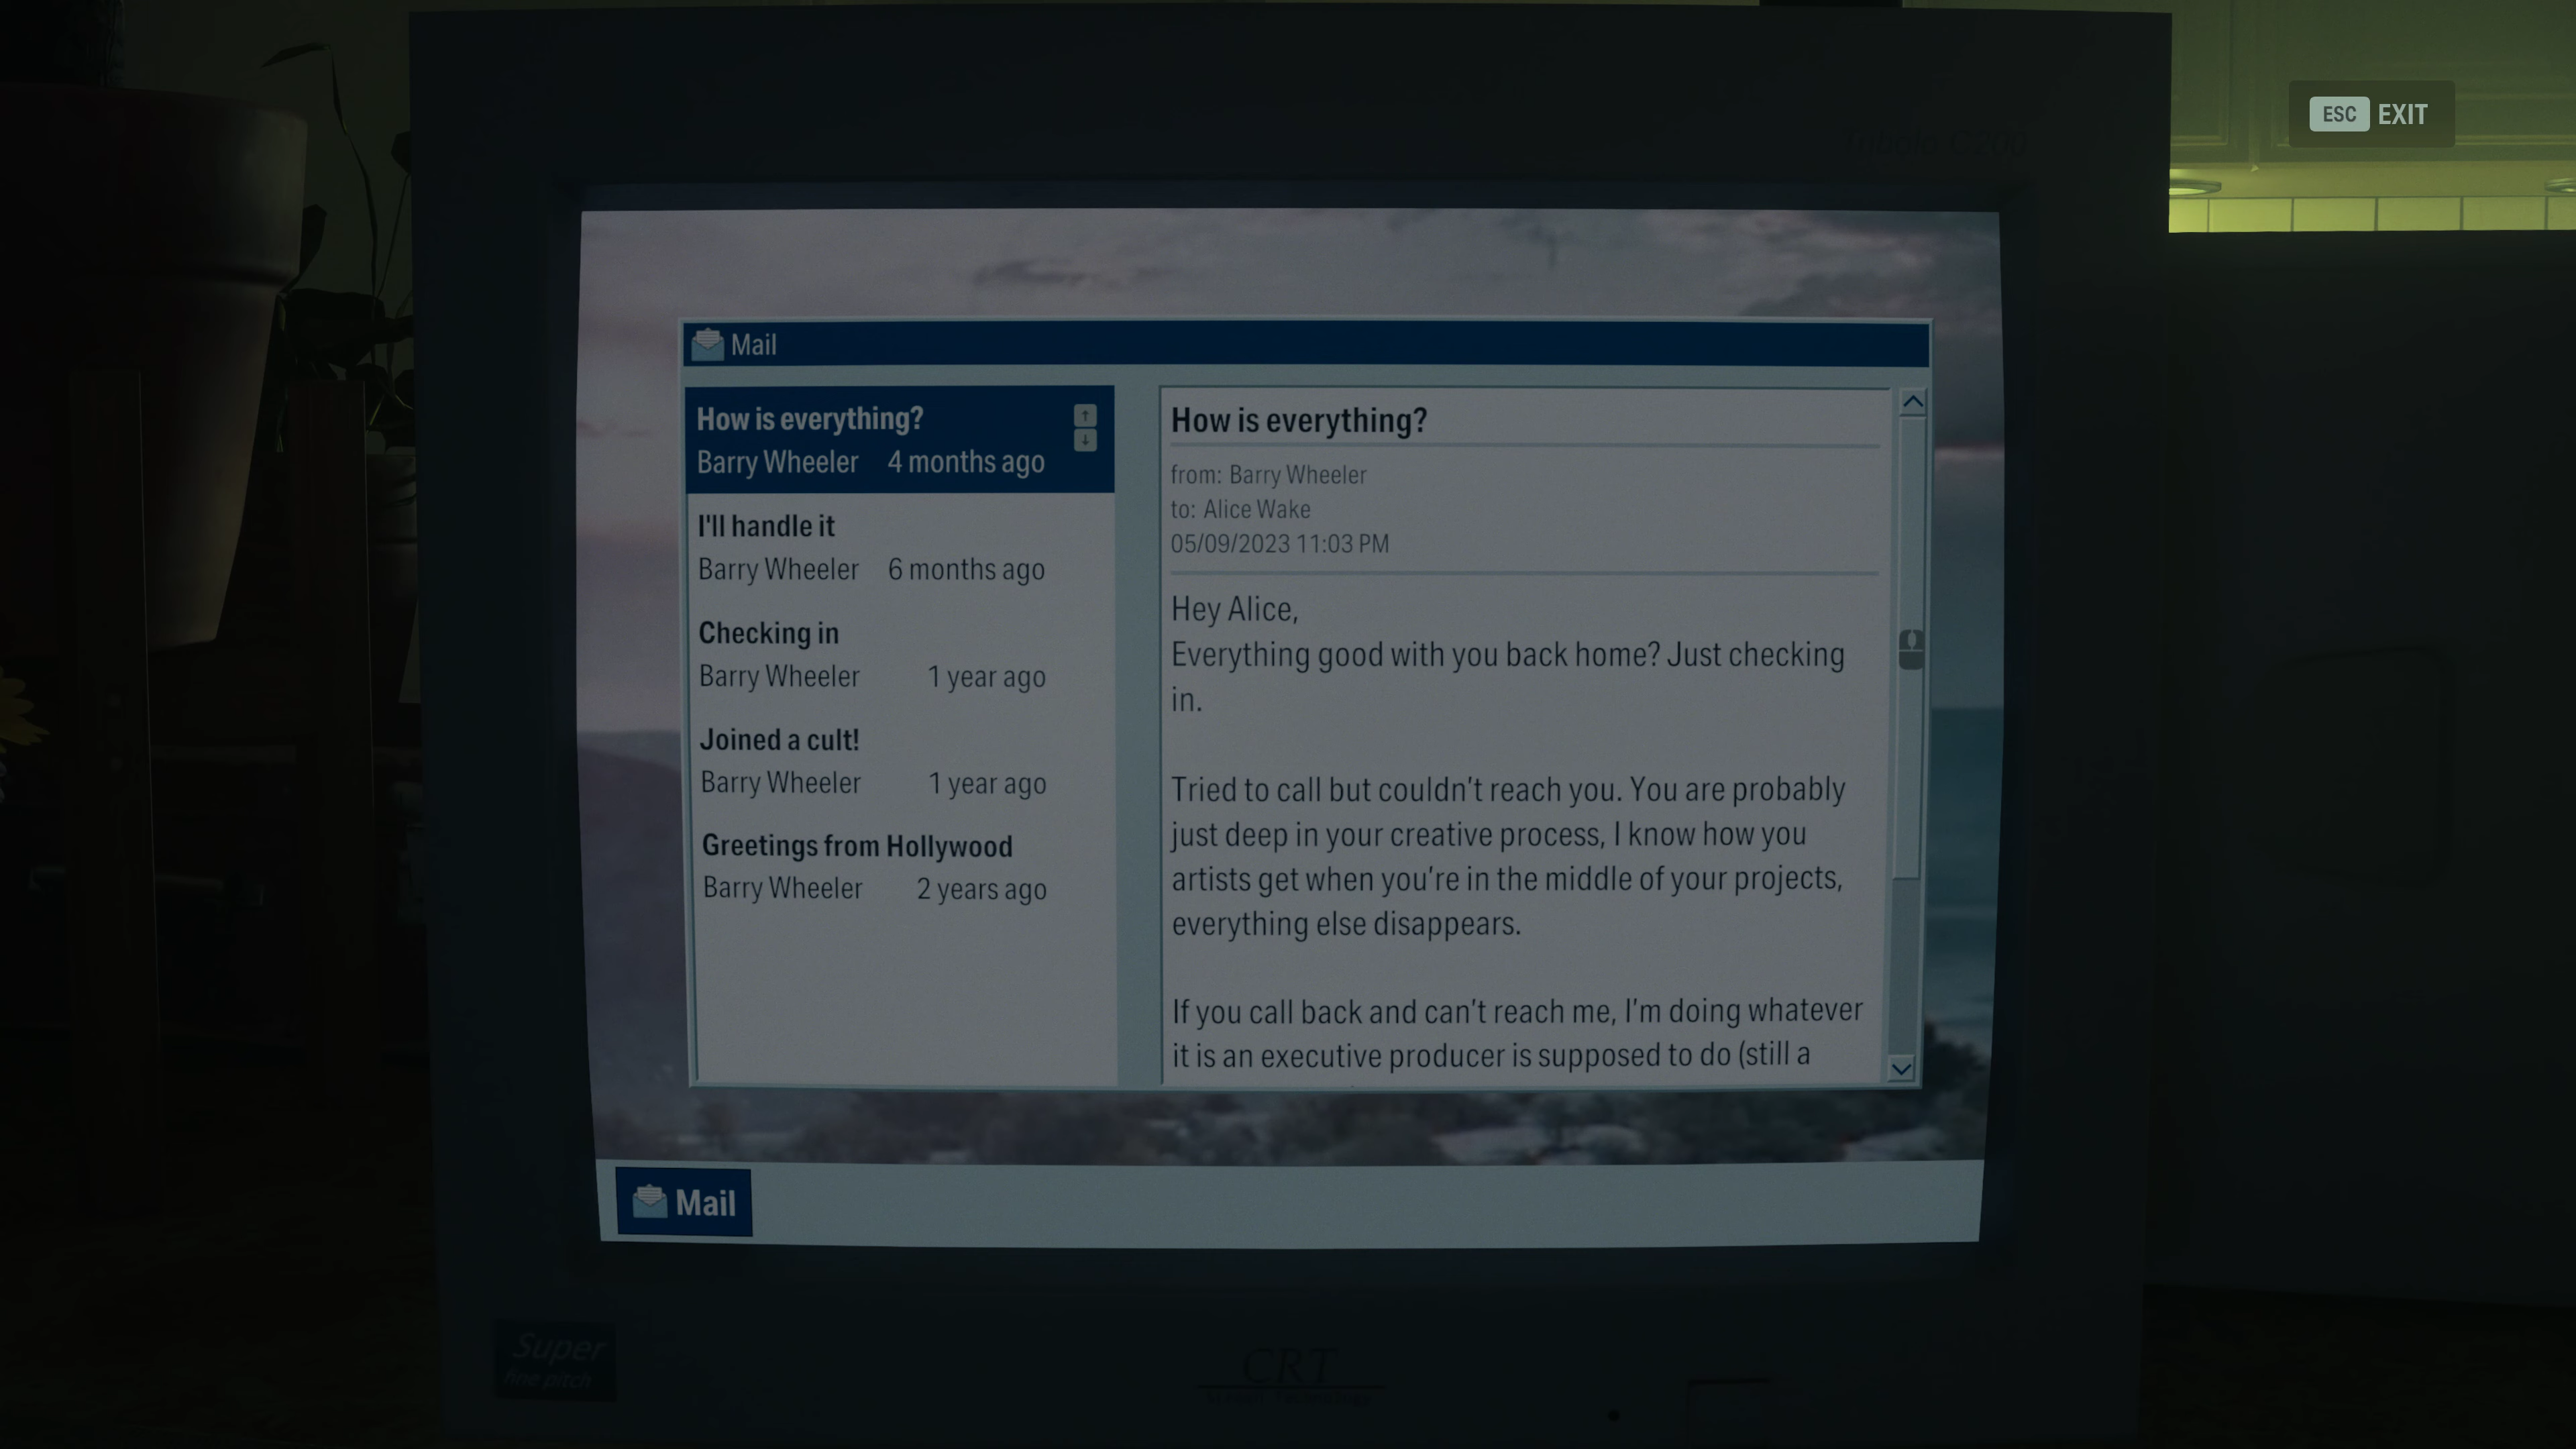 ESC EXIT
Mail
How is everything?
Barry Wheeler 4 months ago
I'll handle it
Barry Wheeler 6 months ago
Checking in
Barry Wheeler 1 year ago
Joined a cult!
Barry Wheeler 1 year ago
Greetings from Hollywood
Barry Wheeler 2 years ago
How is everything?
from: Barry Wheeler
to: Alice Wake
05/09/2023 11:03 PM
Hey Alice,
Everything good with you back home? Just checking
in.
Tried to call but couldn’t reach you. You are probably
just deep in your creative process, I know how you
artists get when you’re in the middle of your projects,
everything else disappears.
If you call back and can’t reach me, I’m doing whatever
it is an executive producer is supposed to do (still a
Mail
Super
fine pitch
CRT